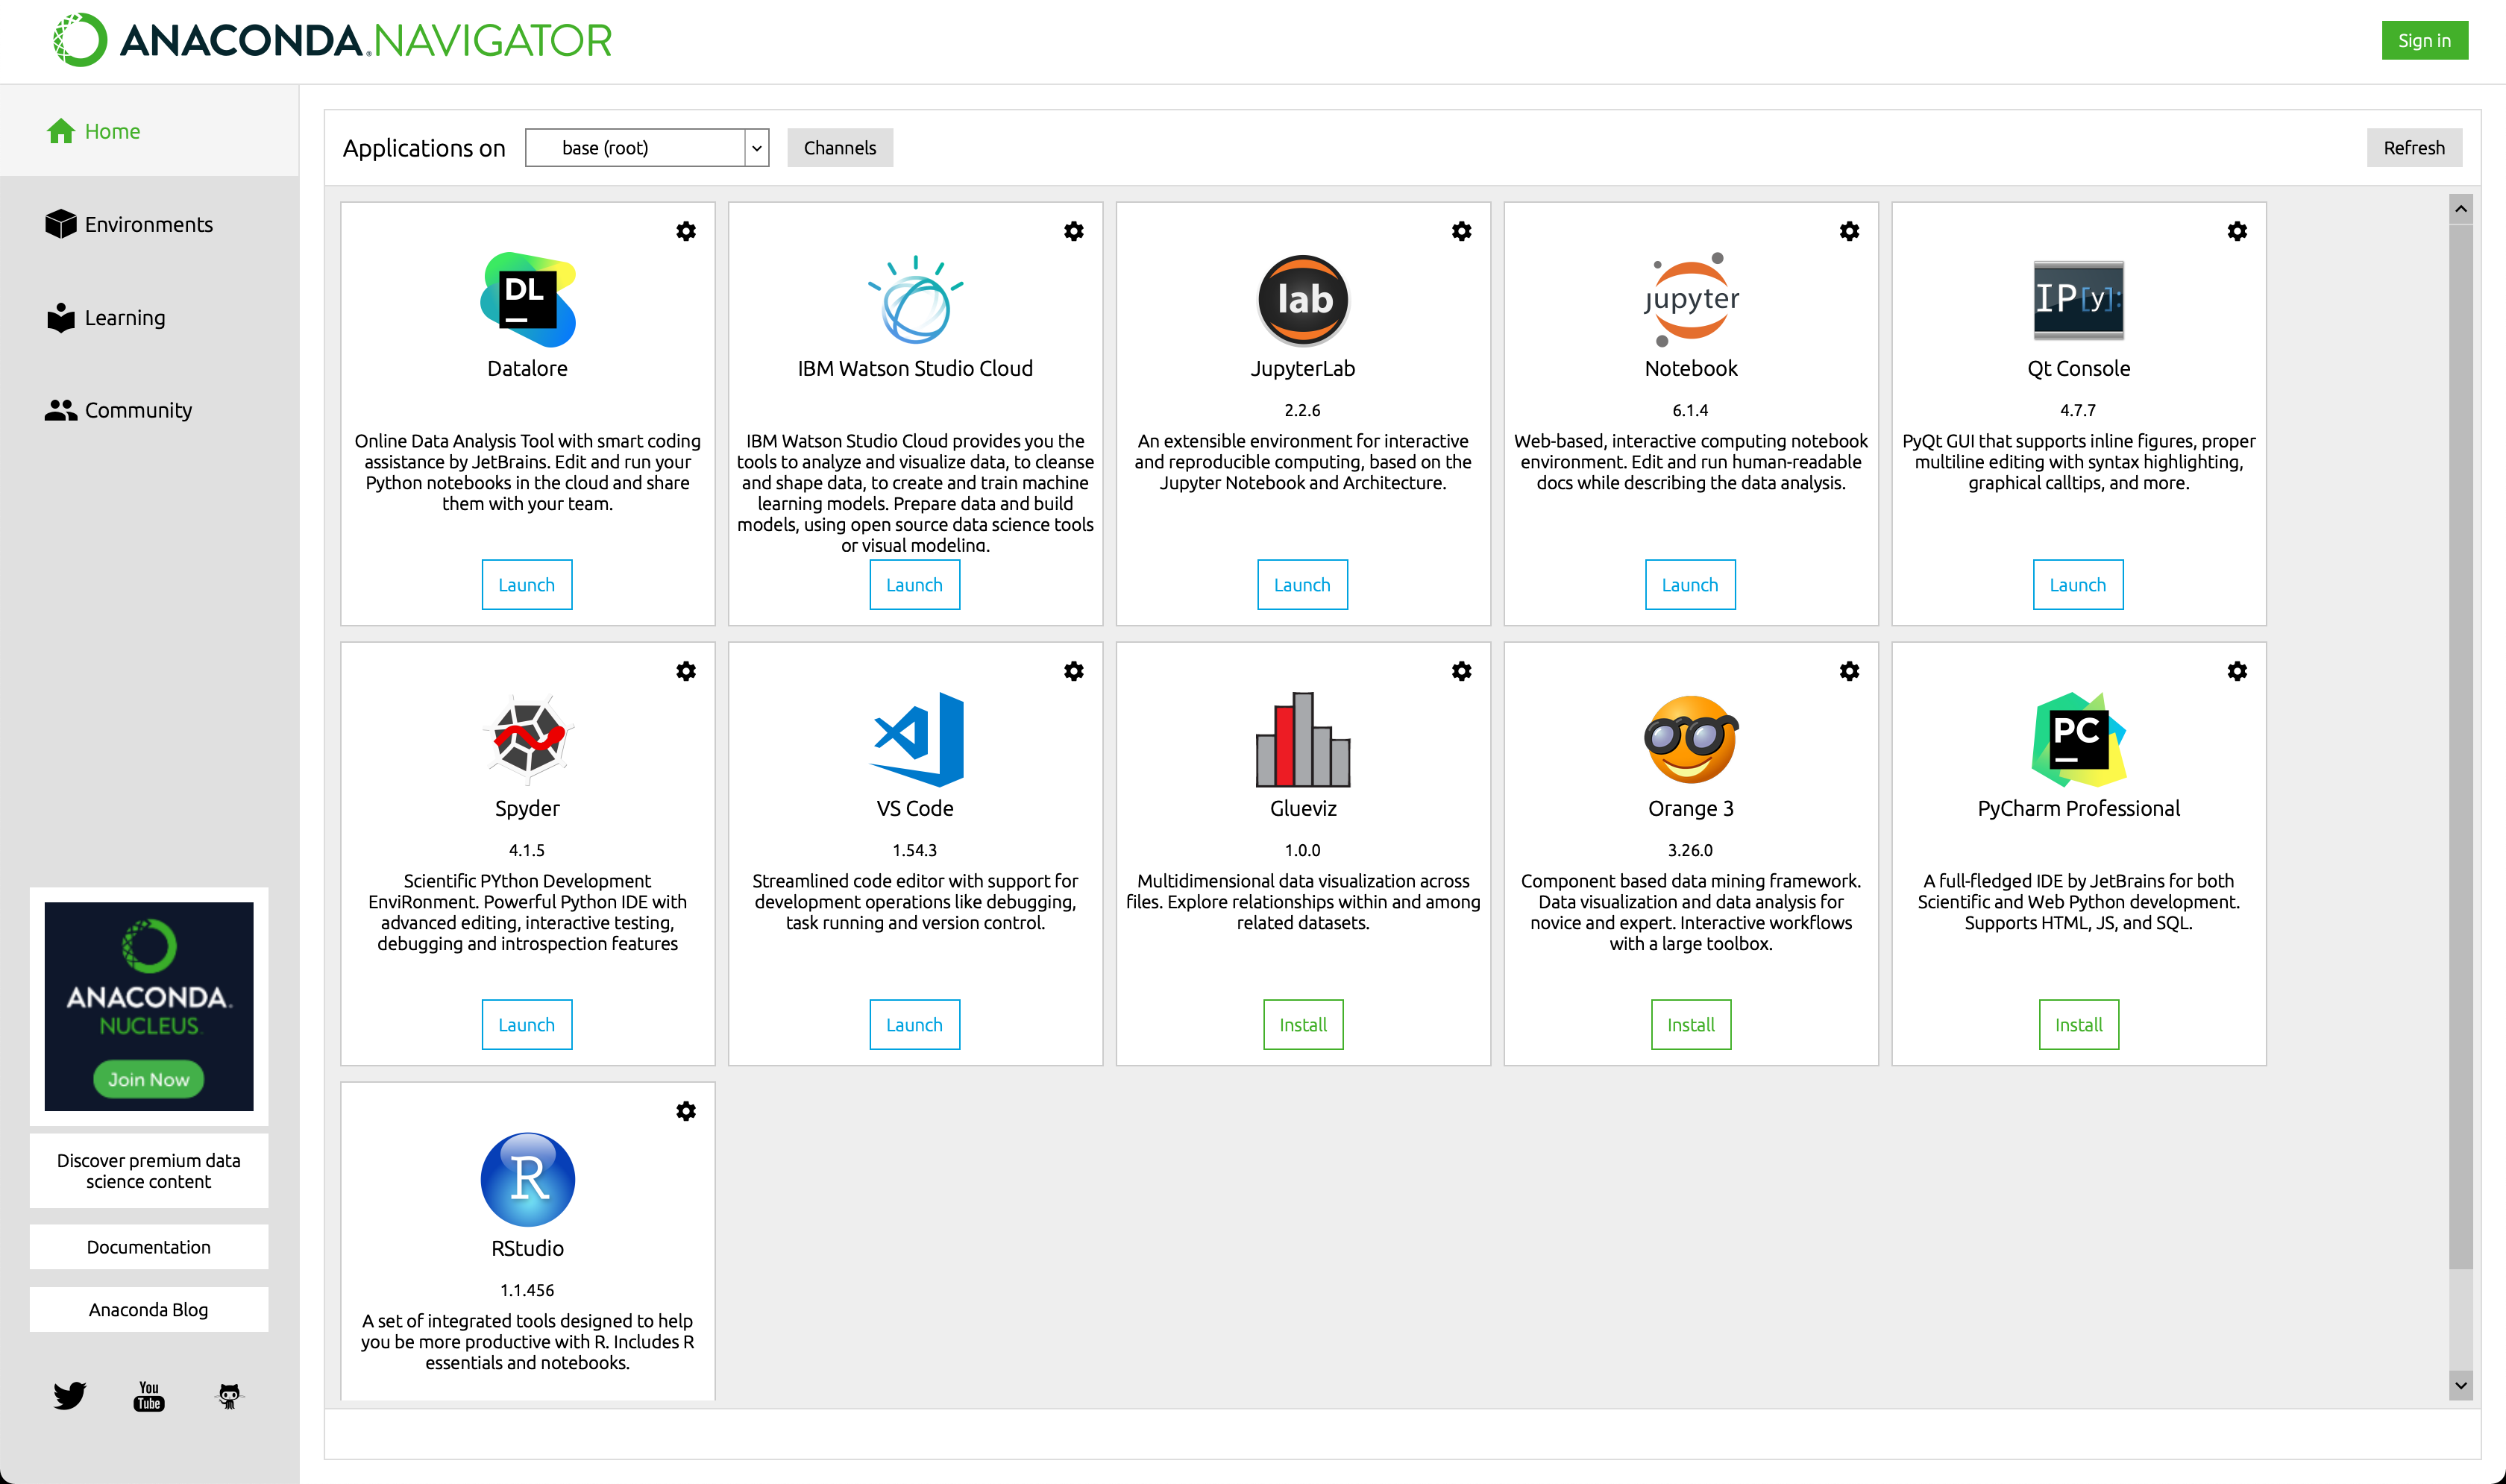 ANACONDA.NAVIGATOR
Sign in
Home
Environments
Learning
Community
ANACONDA.
NUCLEUS
Join Now
Discover premium data
science content
Documentation
Anaconda Blog
You
Tube
Applications on
base (root)
Channels
Refresh
DL
Datalore
Online Data Analysis Tool with smart coding
assistance by JetBrains. Edit and run your
Python notebooks in the cloud and share
them with your team.
Launch
IBM Watson Studio Cloud
IBM Watson Studio Cloud provides you the
tools to analyze and visualize data, to cleanse
and shape data, to create and train machine
learning models. Prepare data and build
models, using open source data science tools
or visual modeling.
Launch
lab
JupyterLab
2.2.6
An extensible environment for interactive
and reproducible computing, based on the
Jupyter Notebook and Architecture.
Launch
jupyter
Notebook
6.1.4
Web-based, interactive computing notebook
environment. Edit and run human-readable
docs while describing the data analysis.
Launch
IP[y]:
Qt Console
4.7.7
PyQt GUI that supports inline figures, proper
multiline editing with syntax highlighting,
graphical calltips, and more.
Launch
Spyder
4.1.5
Scientific PYthon Development
EnviRonment. Powerful Python IDE with
advanced editing, interactive testing,
debugging and introspection features
Launch
VS Code
1.54.3
Streamlined code editor with support for
development operations like debugging,
task running and version control.
Launch
Glueviz
1.0.0
Multidimensional data visualization across
files. Explore relationships within and among
related datasets.
Install
Orange 3
3.26.0
Component based data mining framework.
Data visualization and data analysis for
novice and expert. Interactive workflows
with a large toolbox.
Install
PC
PyCharm Professional
A full-fledged IDE by JetBrains for both
Scientific and Web Python development.
Supports HTML, JS, and SQL.
Install
R
RStudio
1.1.456
A set of integrated tools designed to help
you be more productive with R. Includes R
essentials and notebooks.